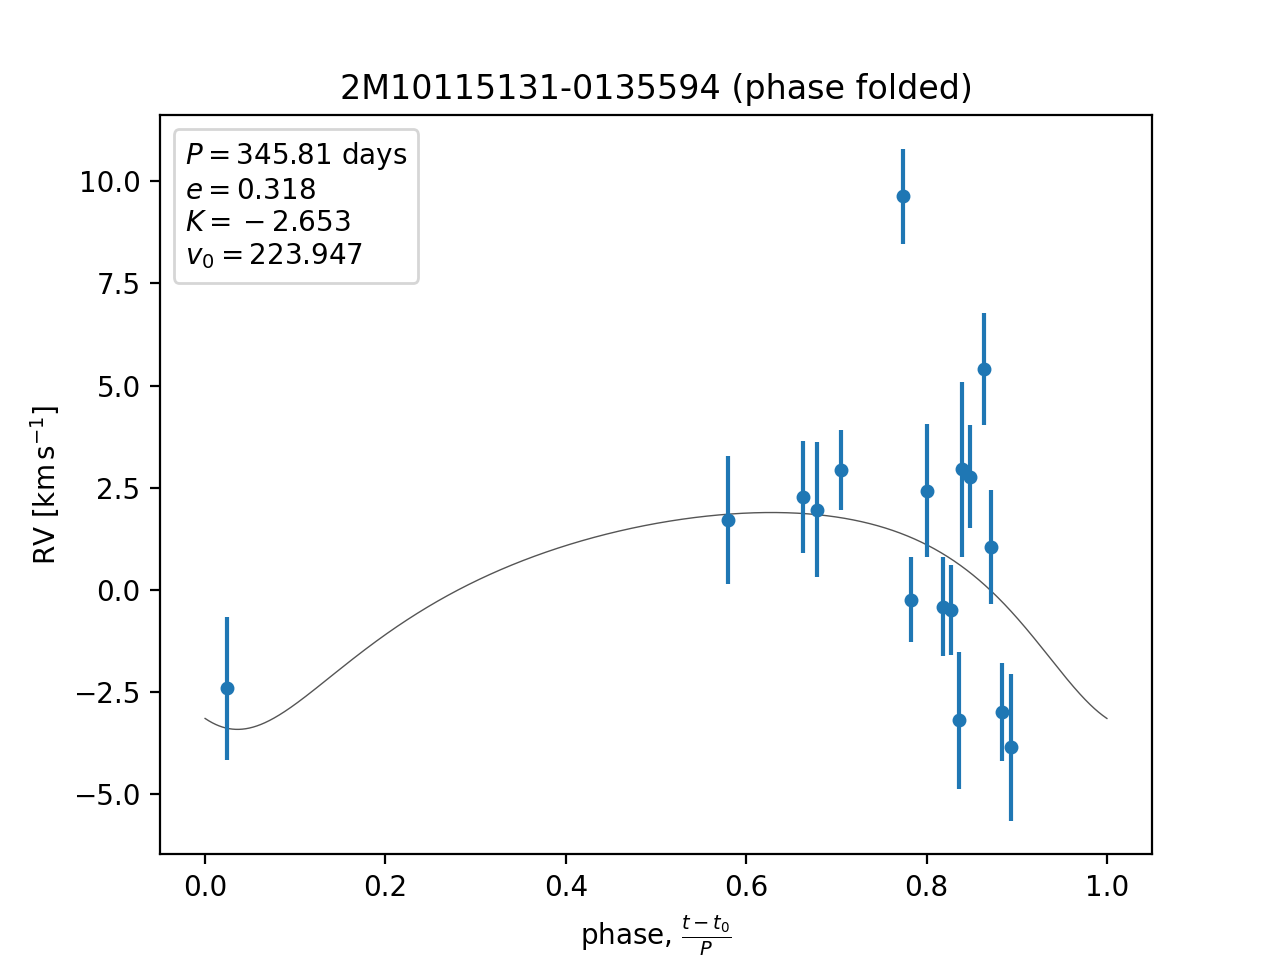 2M10115131-0135594 (phase folded)
P = 345.81 days
e = 0.318
K = −2.653
v₀ = 223.947
10.0
7.5
5.0
2.5
0.0
−2.5
−5.0
RV [km s⁻¹]
0.0 0.2 0.4 0.6 0.8 1.0
phase, (t − t₀)/P